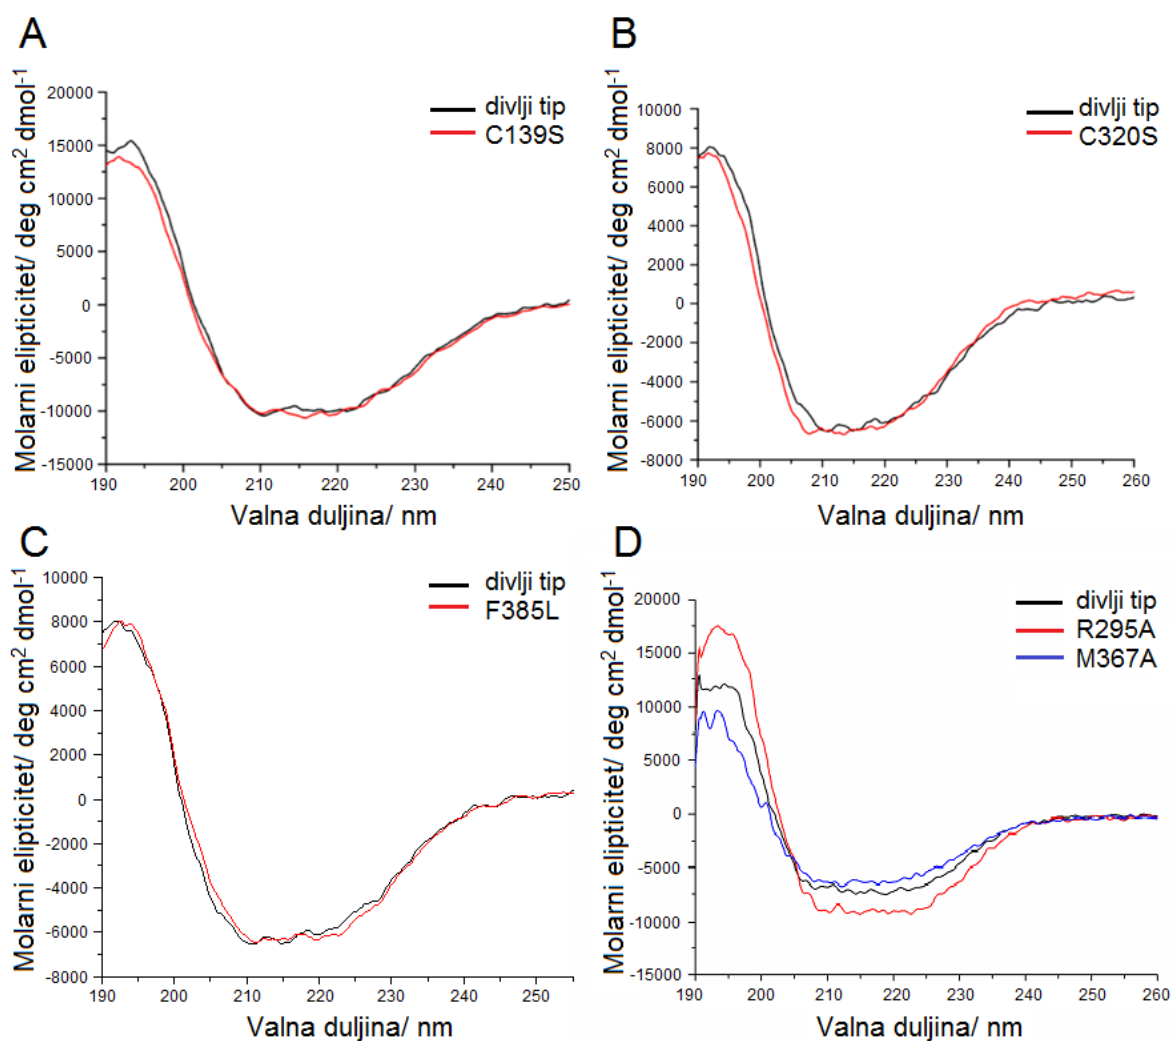 A
divlji tip
C139S
Molarni elipticitet/ deg cm² dmol⁻¹
20000
15000
10000
5000
0
-5000
-10000
-15000
190 200 210 220 230 240 250
Valna duljina/ nm
B
divlji tip
C320S
Molarni elipticitet/ deg cm² dmol⁻¹
10000
8000
6000
4000
2000
0
-2000
-4000
-6000
-8000
190 200 210 220 230 240 250 260
Valna duljina/ nm
C
divlji tip
F385L
Molarni elipticitet/ deg cm² dmol⁻¹
10000
8000
6000
4000
2000
0
-2000
-4000
-6000
-8000
190 200 210 220 230 240 250
Valna duljina/ nm
D
divlji tip
R295A
M367A
Molarni elipticitet/ deg cm² dmol⁻¹
20000
15000
10000
5000
0
-5000
-10000
-15000
190 200 210 220 230 240 250 260
Valna duljina/ nm